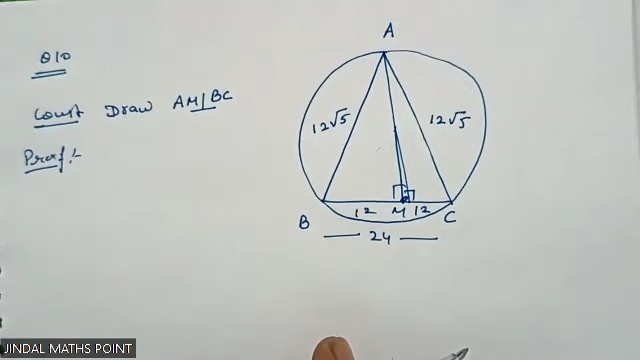 Q10
Const Draw AM⊥BC
Proof:-
A
12√5 12√5
12 M 12
B C
24
JINDAL MATHS POINT